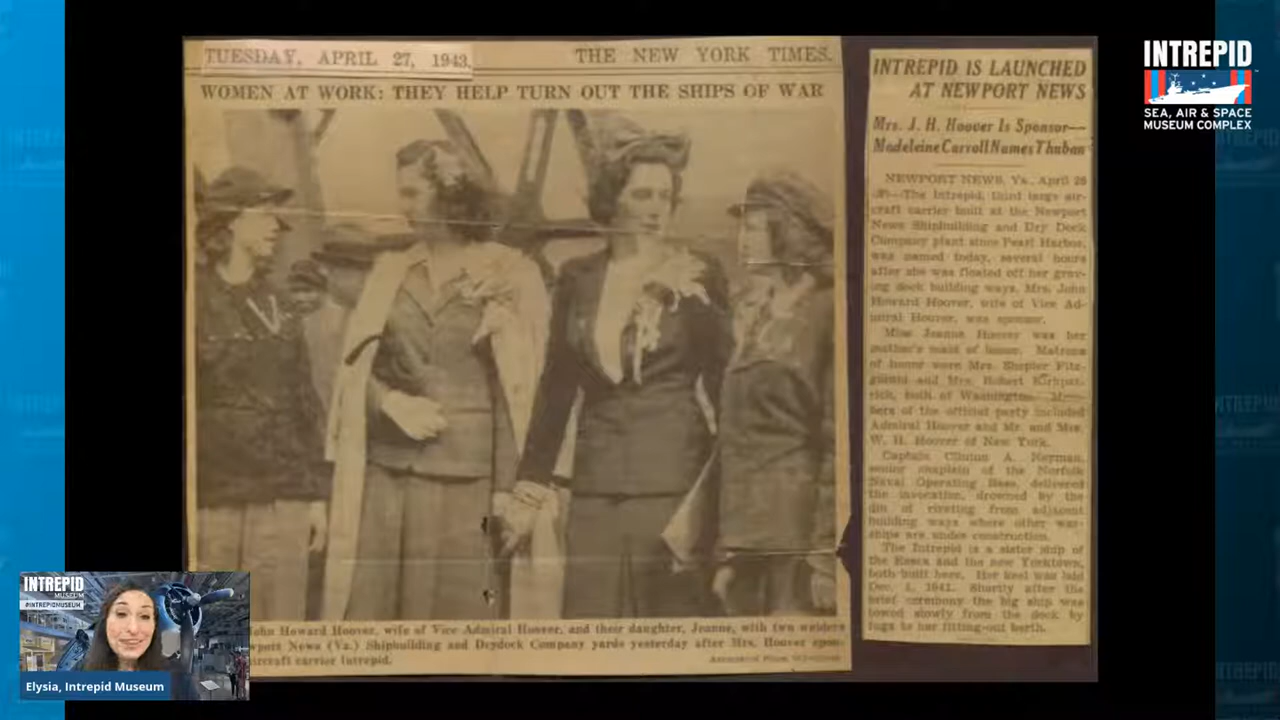 TUESDAY, APRIL 27, 1943.
THE NEW YORK TIMES.
WOMEN AT WORK: THEY HELP TURN OUT THE SHIPS OF WAR
John Howard Hoover, wife of Vice Admiral Hoover, and their daughter, Jeanne, with two welders
(Va.) Shipbuilding and Drydock Company yards yesterday after Mrs. Hoover spon-
aircraft carrier Intrepid.
INTREPID IS LAUNCHED
AT NEWPORT NEWS
Mrs. J. H. Hoover Is Sponsor—
Madeleine Carroll Names Thuban
NEWPORT NEWS, Va., April 26
—The Intrepid, third large air-
craft carrier built at the Newport
News Shipbuilding and Dry Dock
Company plant since Pearl Harbor,
was named today, several hours
after she was floated off her grav-
ing dock building ways. Mrs. John
Howard Hoover, wife of Vice Ad-
miral Hoover, was sponsor.
Miss Jeanne Hoover was her
mother's maid of honor. Matrons
of honor were Mrs. Shepler Fitz-
gerald and Mrs. Robert Kirkpat-
rick, both of Washington. Mem-
bers of the official party included
Admiral Hoover and Mr. and Mrs.
W. H. Hoover of New York.
Captain Clinton A. Neyman,
senior chaplain of the Norfolk
Naval Operating Base, delivered
the invocation, drowned by the
din of riveting from adjacent
building ways where other war-
ships are under construction.
The Intrepid is a sister ship of
the Essex and the new Yorktown,
both built here. Her keel was laid
Dec. 1, 1941. Shortly after the
brief ceremony the big ship was
towed slowly from the dock by
tugs to her fitting-out berth.
INTREPID
SEA, AIR & SPACE
MUSEUM COMPLEX
INTREPID
MUSEUM
#INTREPIDMUSEUM
Elysia, Intrepid Museum